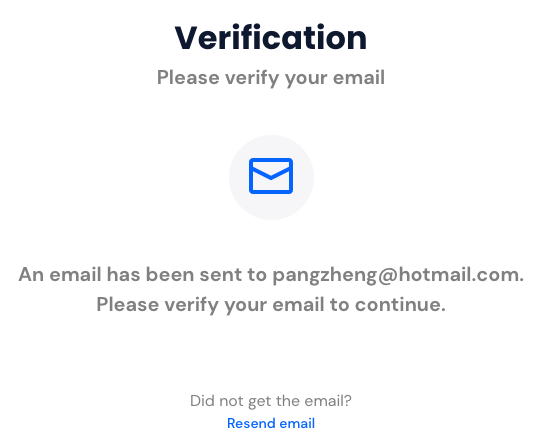 Verification
Please verify your email
An email has been sent to pangzheng@hotmail.com.
Please verify your email to continue.
Did not get the email?
Resend email